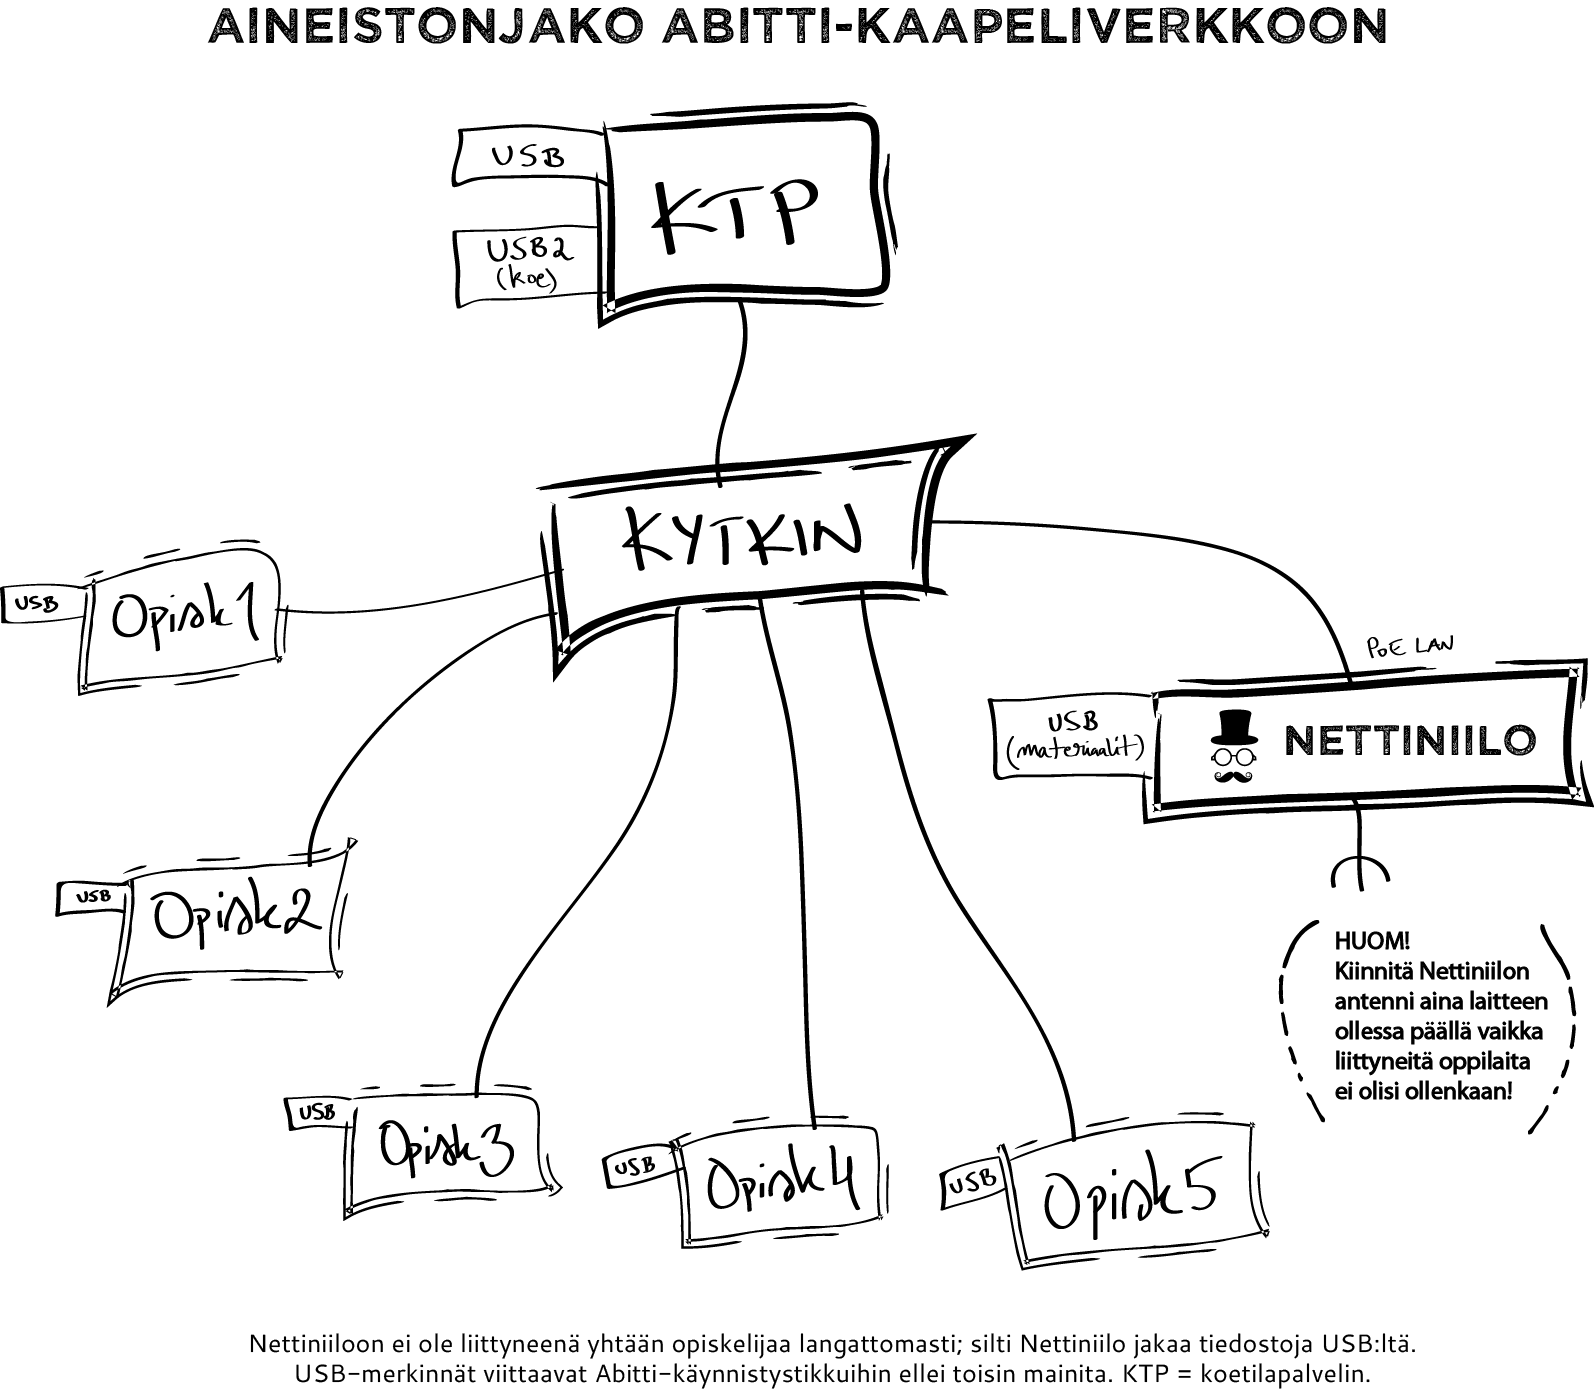 AINEISTONJAKO ABITTI-KAAPELIVERKKOON
USB
KTP
USB2
(koe)
KYTKIN
USB
Opisk1
POE LAN
USB
(materiaalit)
NETTINIILO
USB
Opisk2
HUOM!
Kiinnitä Nettiniilon
antenni aina laitteen
ollessa päällä vaikka
liittyneitä oppilaita
ei olisi ollenkaan!
USB
Opisk3
USB
Opisk4
USB
Opisk5
Nettiniiloon ei ole liittyneenä yhtään opiskelijaa langattomasti; silti Nettiniilo jakaa tiedostoja USB:ltä.
USB-merkinnät viittaavat Abitti-käynnistystikkuihin ellei toisin mainita. KTP = koetilapalvelin.